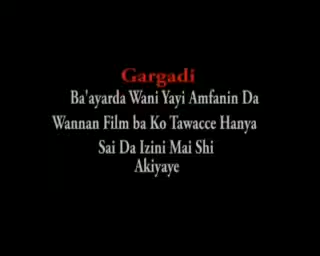 Gargadi
Ba'ayarda Wani Yayi Amfanin Da
Wannan Film ba Ko Tawacce Hanya
Sai Da Izini Mai Shi
Akiyaye